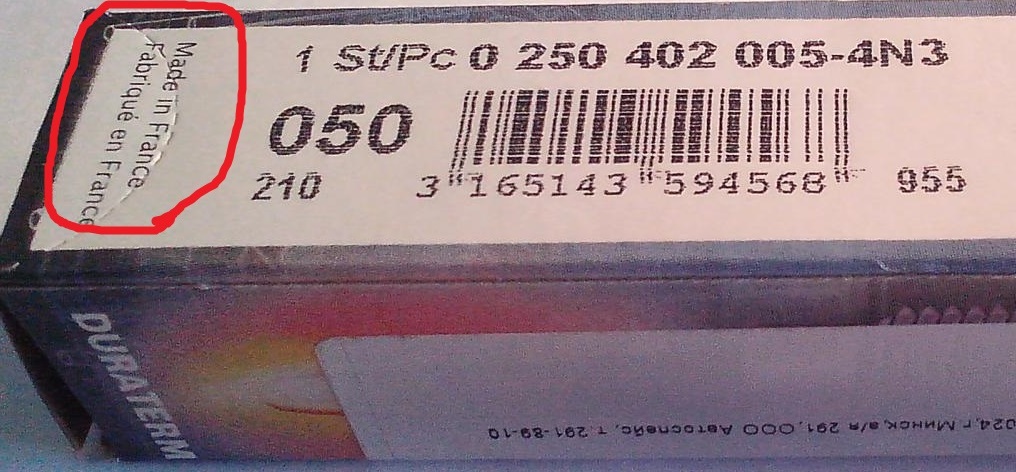 Made in France
Fabriqué en France
1 St/Pc 0 250 402 005-4N3
050
210
3 165143 594568
955
DURATERM
024, г. Минск, а/я 291, ООО Автоспейс, т. 291-89-10